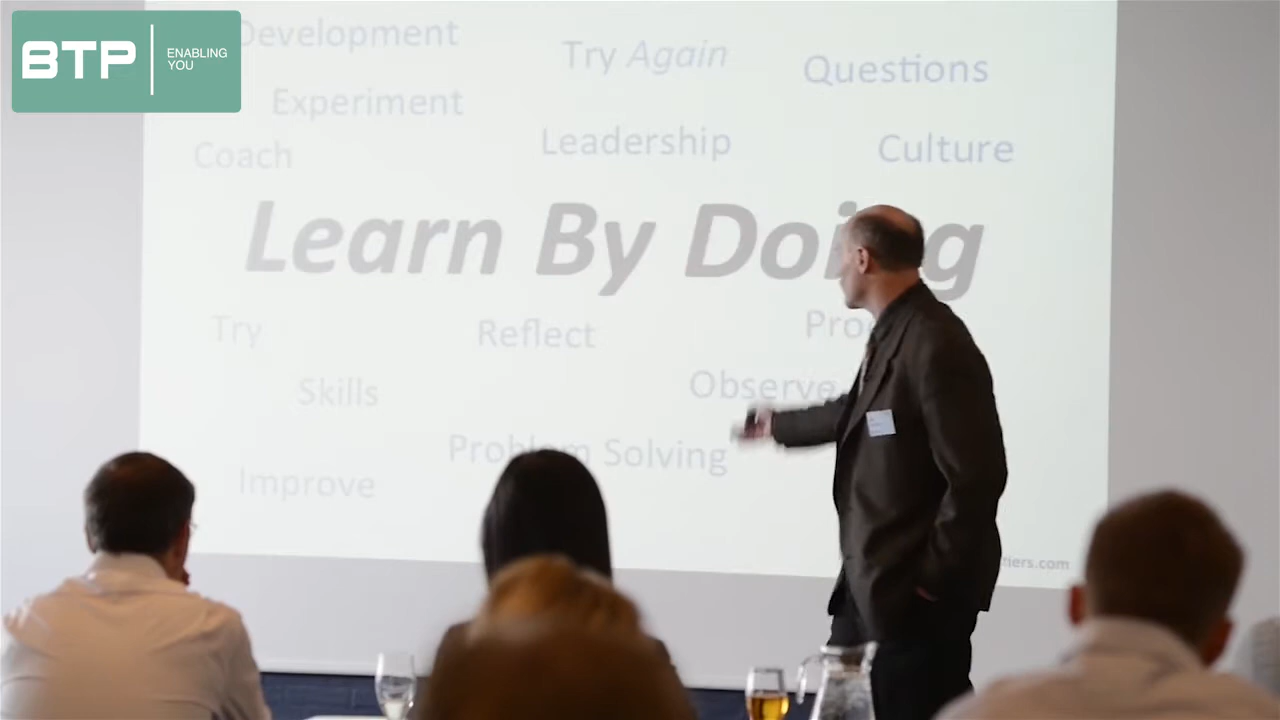 BTP
ENABLING
YOU
Development
Try Again
Questions
Experiment
Leadership
Culture
Coach
Learn By Doing
Try
Reflect
Skills
Observe
Problem Solving
Improve